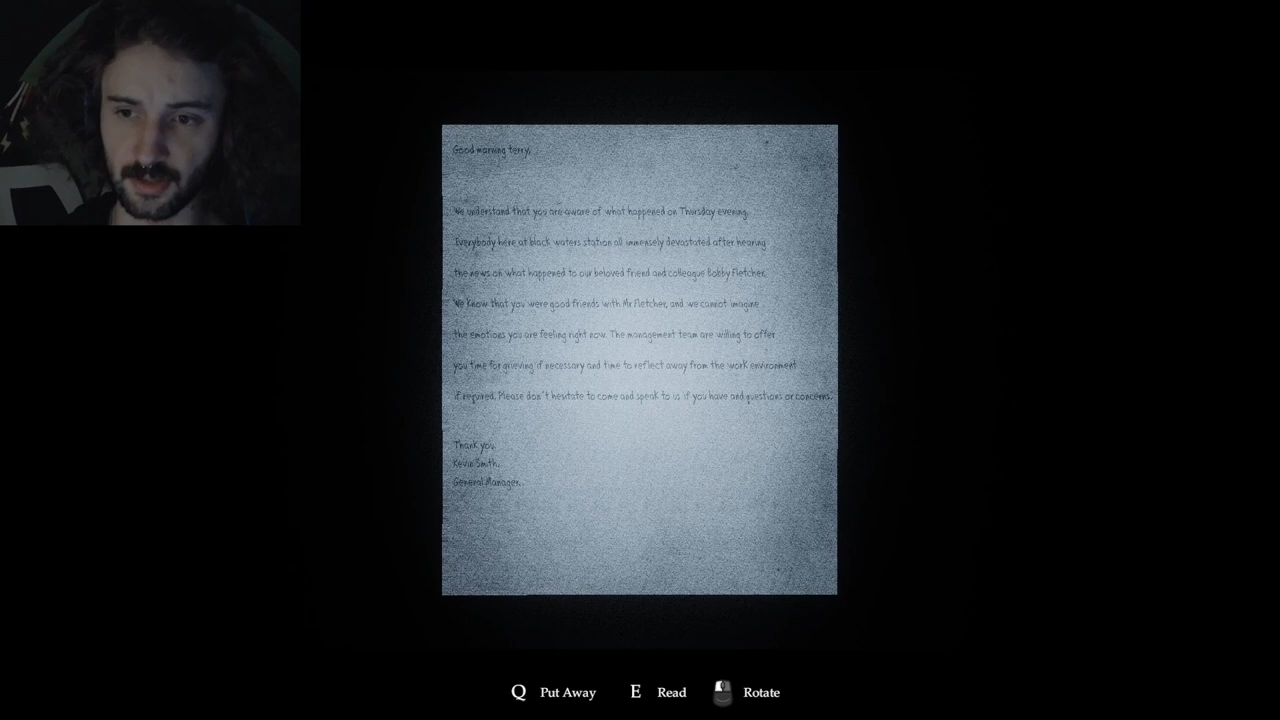 Good morning terry,
We understand that you are aware of what happened on Thursday evening.
Everybody here at black waters station all immensely devastated after hearing
the news on what happened to our beloved friend and colleague Bobby Fletcher.
We know that you were good friends with Mr Fletcher, and we cannot imagine
the emotions you are feeling right now. The management team are willing to offer
you time for grieving if necessary and time to reflect away from the work environment
if required. Please don't hesitate to come and speak to us if you have and questions or concerns.
Thank you.
Kevin Smith.
General Manager.
Q Put Away E Read Rotate